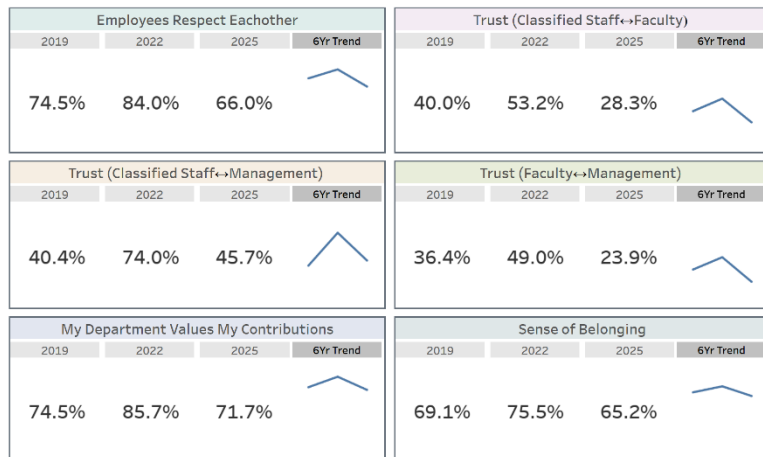 Employees Respect Eachother
2019 2022 2025 6Yr Trend
74.5% 84.0% 66.0%
Trust (Classified Staff↔Faculty)
2019 2022 2025 6Yr Trend
40.0% 53.2% 28.3%
Trust (Classified Staff↔Management)
2019 2022 2025 6Yr Trend
40.4% 74.0% 45.7%
Trust (Faculty↔Management)
2019 2022 2025 6Yr Trend
36.4% 49.0% 23.9%
My Department Values My Contributions
2019 2022 2025 6Yr Trend
74.5% 85.7% 71.7%
Sense of Belonging
2019 2022 2025 6Yr Trend
69.1% 75.5% 65.2%